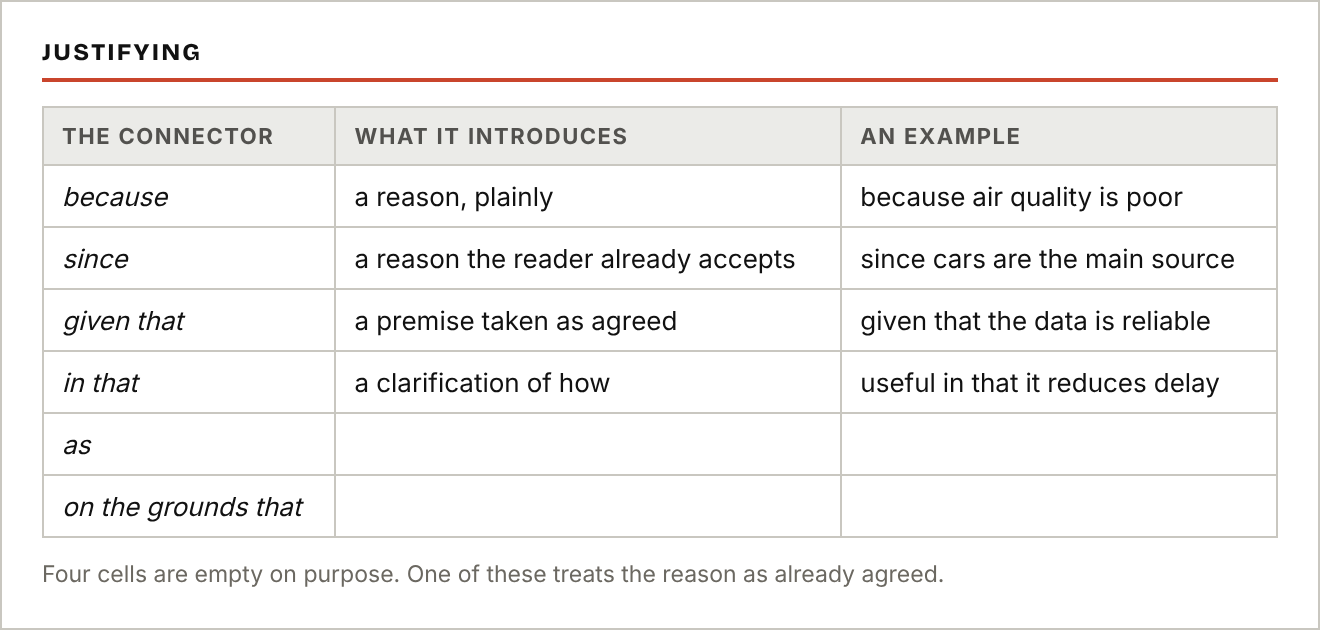 JUSTIFYING
THE CONNECTOR WHAT IT INTRODUCES AN EXAMPLE
because a reason, plainly because air quality is poor
since a reason the reader already accepts since cars are the main source
given that a premise taken as agreed given that the data is reliable
in that a clarification of how useful in that it reduces delay
as
on the grounds that
Four cells are empty on purpose. One of these treats the reason as already agreed.